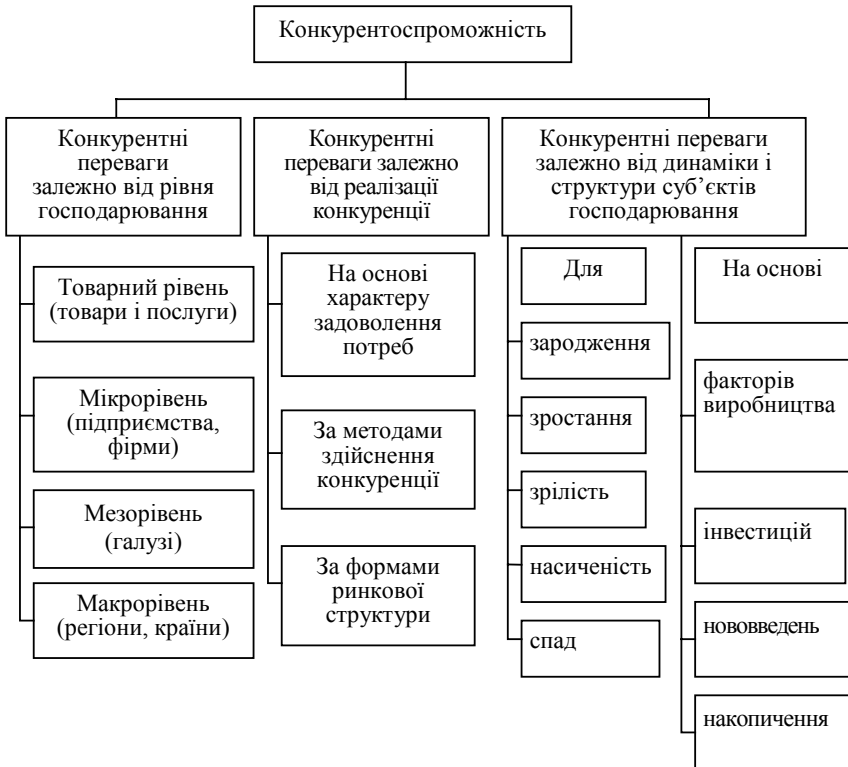 Конкурентоспроможність
Конкурентні
переваги
залежно від рівня
господарювання
Товарний рівень
(товари і послуги)
Мікрорівень
(підприємства,
фірми)
Мезорівень
(галузі)
Макрорівень
(регіони, країни)
Конкурентні
переваги залежно
від реалізації
конкуренції
На основі
характеру
задоволення
потреб
За методами
здійснення
конкуренції
За формами
ринкової
структури
Конкурентні переваги
залежно від динаміки і
структури суб’єктів
господарювання
Для
зародження
зростання
зрілість
насиченість
спад
На основі
факторів
виробництва
інвестицій
нововведень
накопичення